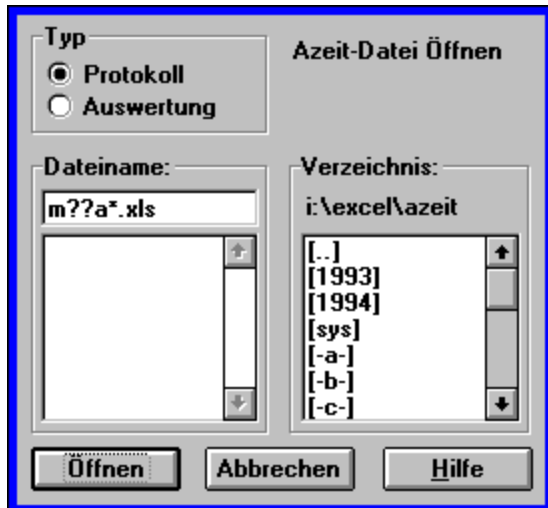 Typ
Azeit-Datei Öffnen
Protokoll
Auswertung
Dateiname:
m??a*.xls
Verzeichnis:
i:\excel\azeit
[..]
[1993]
[1994]
[sys]
[-a-]
[-b-]
[-c-]
Öffnen
Abbrechen
Hilfe